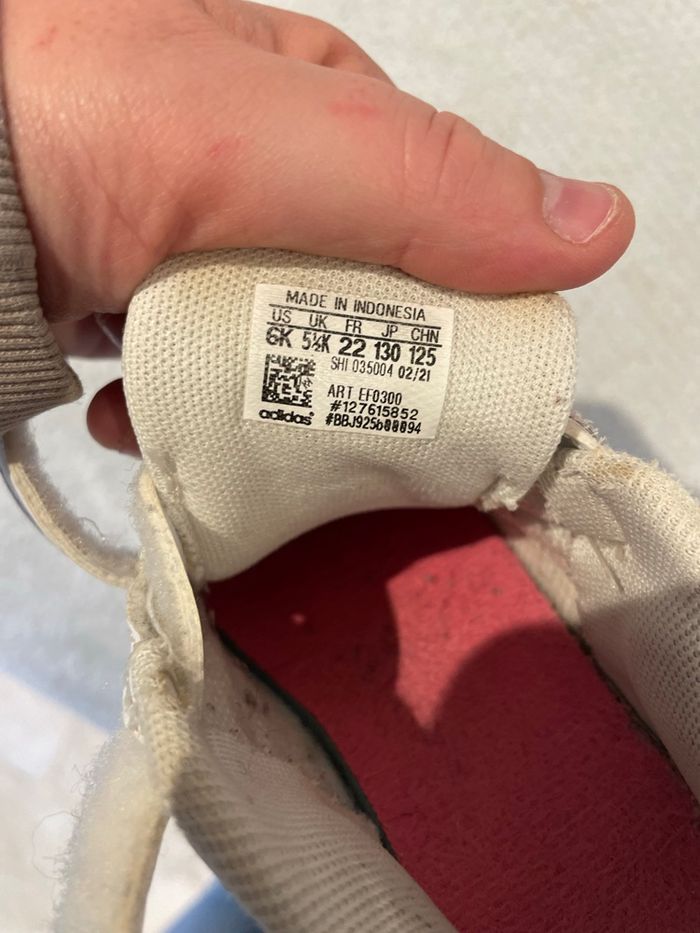 MADE IN INDONESIA
US UK FR JP CHN
6K 5½K 22 130 125
SHI 035004 02/21
ART EF0300
#127615852
adidas #BBJ925b00094